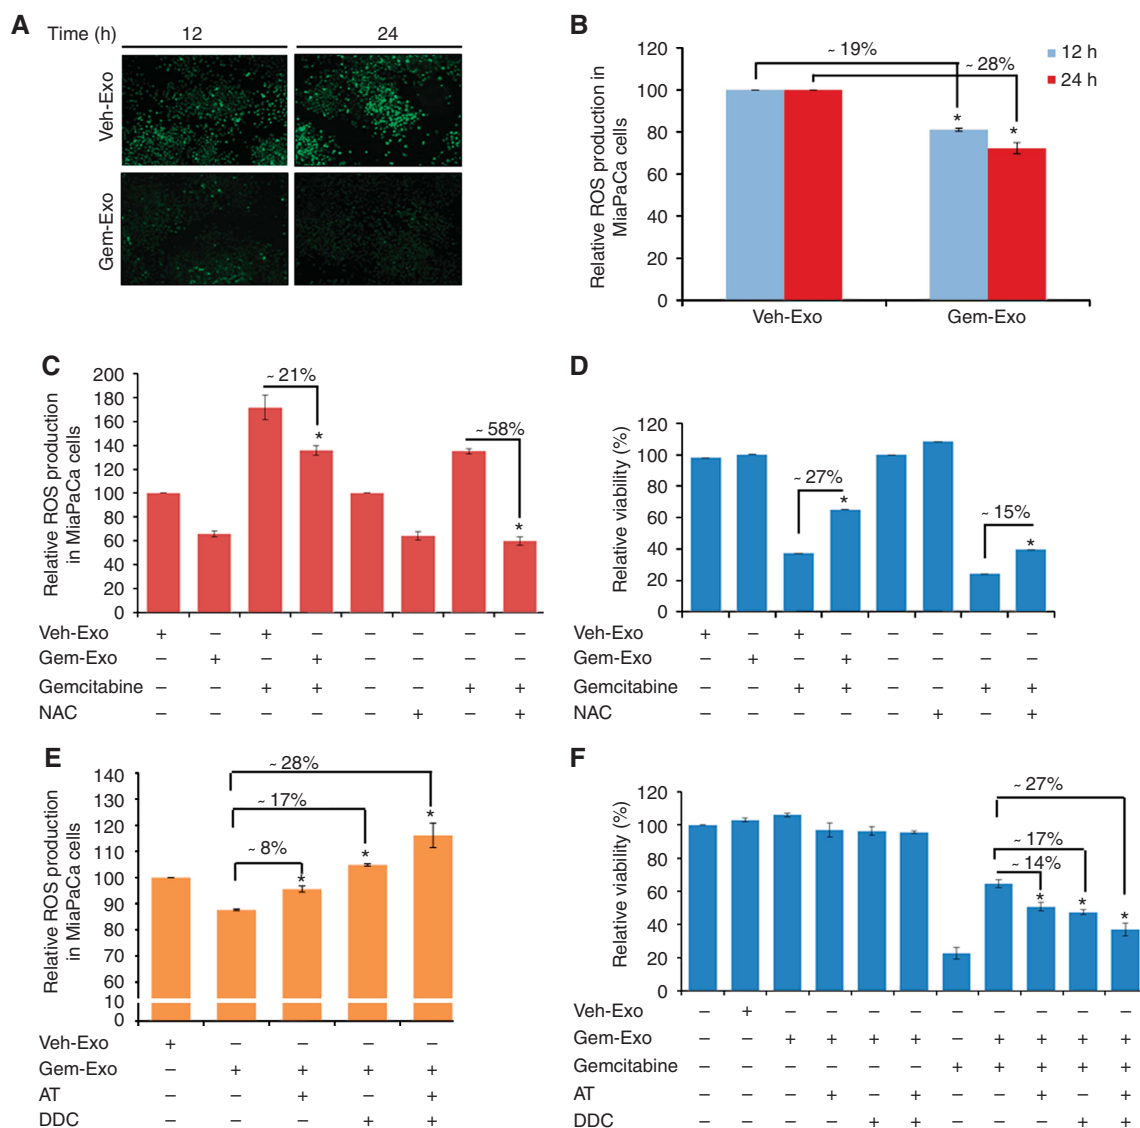 A
Time (h) 12 24
Veh-Exo
Gem-Exo
B
Relative ROS production in
MiaPaCa cells
120
100
80
60
40
20
0
~ 19%
~ 28%
12 h
24 h
*
*
Veh-Exo Gem-Exo
C
Relative ROS production
in MiaPaCa cells
200
180
160
140
120
100
80
60
40
20
0
~ 21%
*
~ 58%
*
Veh-Exo + – + – – – – –
Gem-Exo – + – + – – – –
Gemcitabine – – + + – – + +
NAC – – – – – + – +
D
Relative viability (%)
120
100
80
60
40
20
0
~ 27%
*
~ 15%
*
Veh-Exo + – + – – – – –
Gem-Exo – + – + – – – –
Gemcitabine – – + + – – + +
NAC – – – – – + – +
E
Relative ROS production
in MiaPaCa cells
140
130
120
110
100
90
80
70
60
10
0
~ 28%
~ 17%
~ 8%
*
*
*
Veh-Exo + – – – –
Gem-Exo – + + + +
AT – – + – +
DDC – – – + +
F
Relative viability (%)
120
100
80
60
40
20
0
~ 27%
~ 17%
~ 14%
*
*
*
Veh-Exo – + – – – – – – – – –
Gem-Exo – – + + + + – + + + +
Gemcitabine – – – – – – + + + + +
AT – – – + – + – – + – +
DDC – – – – + + – – – + +